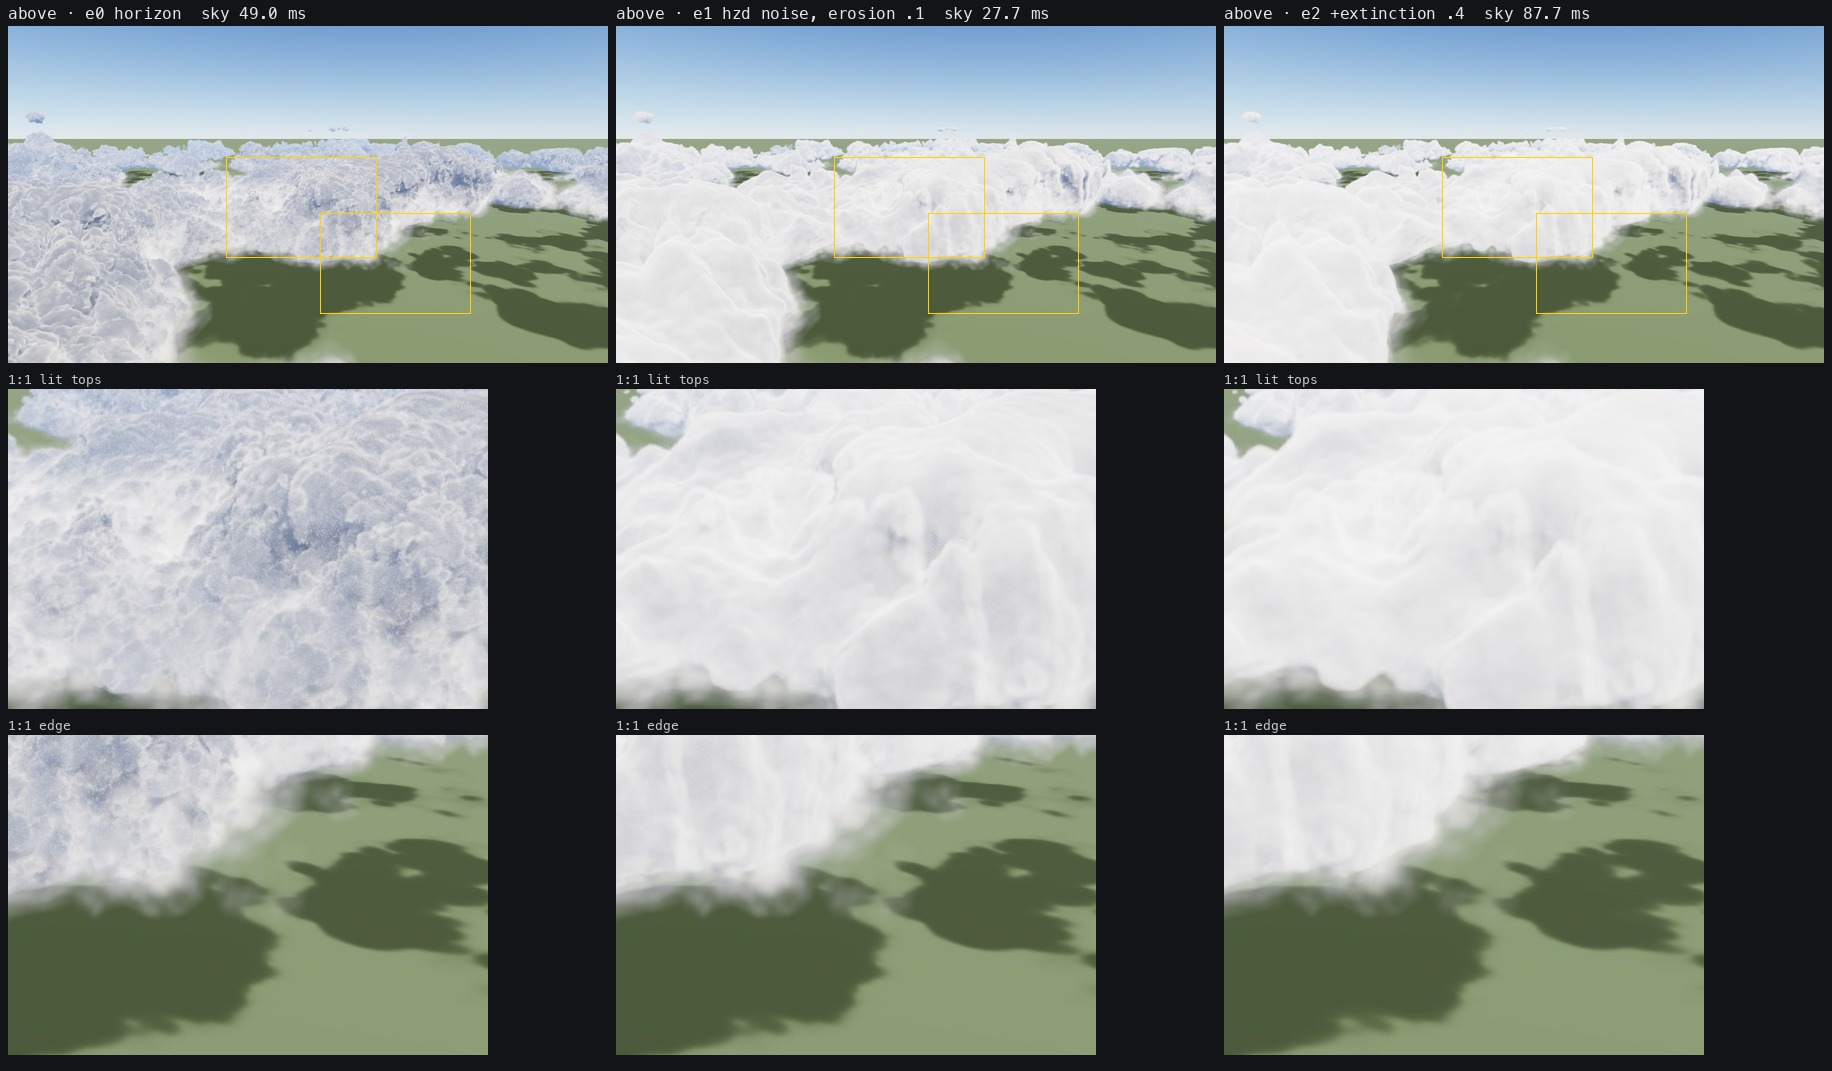 above · e0 horizon  sky 49.0 ms
above · e1 hzd noise, erosion .1  sky 27.7 ms
above · e2 +extinction .4  sky 87.7 ms
1:1 lit tops
1:1 lit tops
1:1 lit tops
1:1 edge
1:1 edge
1:1 edge